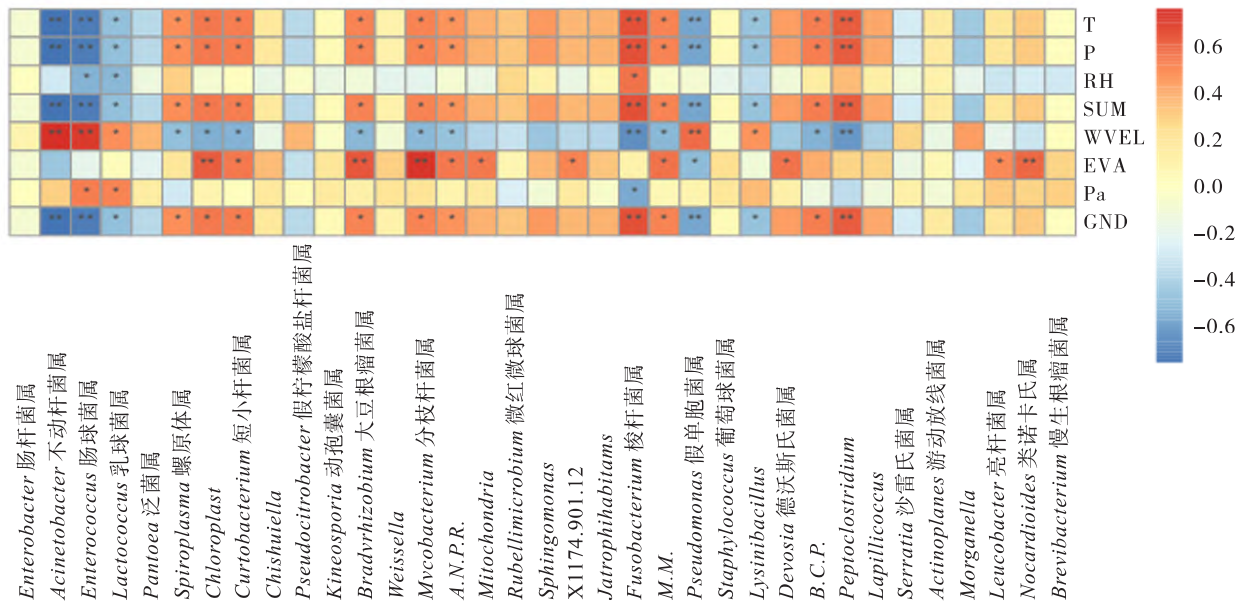 T
P
RH
SUM
WVEL
EVA
Pa
GND
0.6
0.4
0.2
0.0
−0.2
−0.4
−0.6
Enterobacter 肠杆菌属
Acinetobacter 不动杆菌属
Enterococcus 肠球菌属
Lactococcus 乳球菌属
Pantoea 泛菌属
Spiroplasma 螺原体属
Chloroplast
Curtobacterium 短小杆菌属
Chishuiella
Pseudocitrobacter 假柠檬酸盐杆菌属
Kineosporia 动孢囊菌属
Bradvrhizobium 大豆根瘤菌属
Weissella
Mvcobacterium 分枝杆菌属
A.N.P.R.
Mitochondria
Rubellimicrobium 微红微球菌属
Sphingomonas
X1174.901.12
Jatrophihabitans
Fusobacterium 梭杆菌属
M.M.
Pseudomonas 假单胞菌属
Staphylococcus 葡萄球菌属
Lysinibacillus
Devosia 德沃斯氏菌属
B.C.P.
Peptoclostridium
Lapillicoccus
Serratia 沙雷氏菌属
Actinoplanes 游动放线菌属
Morganella
Leucobacter 亮杆菌属
Nocardioides 类诺卡氏属
Brevibacterium 慢生根瘤菌属